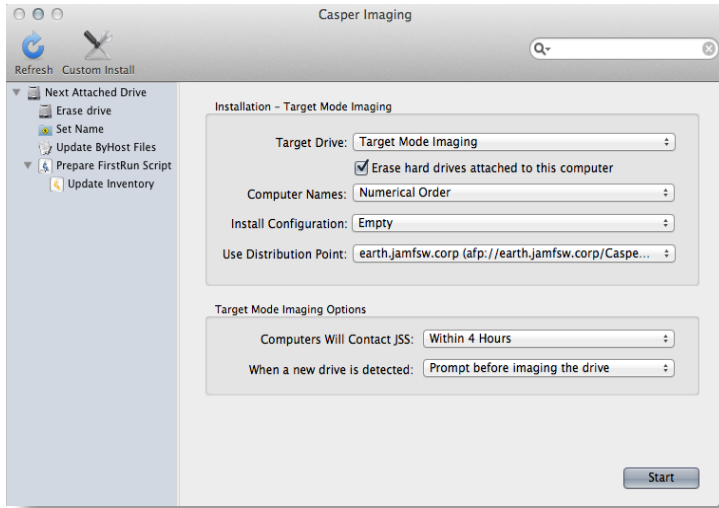 Casper Imaging
Refresh Custom Install
Next Attached Drive
Erase drive
Set Name
Update ByHost Files
Prepare FirstRun Script
Update Inventory
Installation – Target Mode Imaging
Target Drive: Target Mode Imaging
Erase hard drives attached to this computer
Computer Names: Numerical Order
Install Configuration: Empty
Use Distribution Point: earth.jamfsw.corp (afp://earth.jamfsw.corp/Caspe...
Target Mode Imaging Options
Computers Will Contact JSS: Within 4 Hours
When a new drive is detected: Prompt before imaging the drive
Start